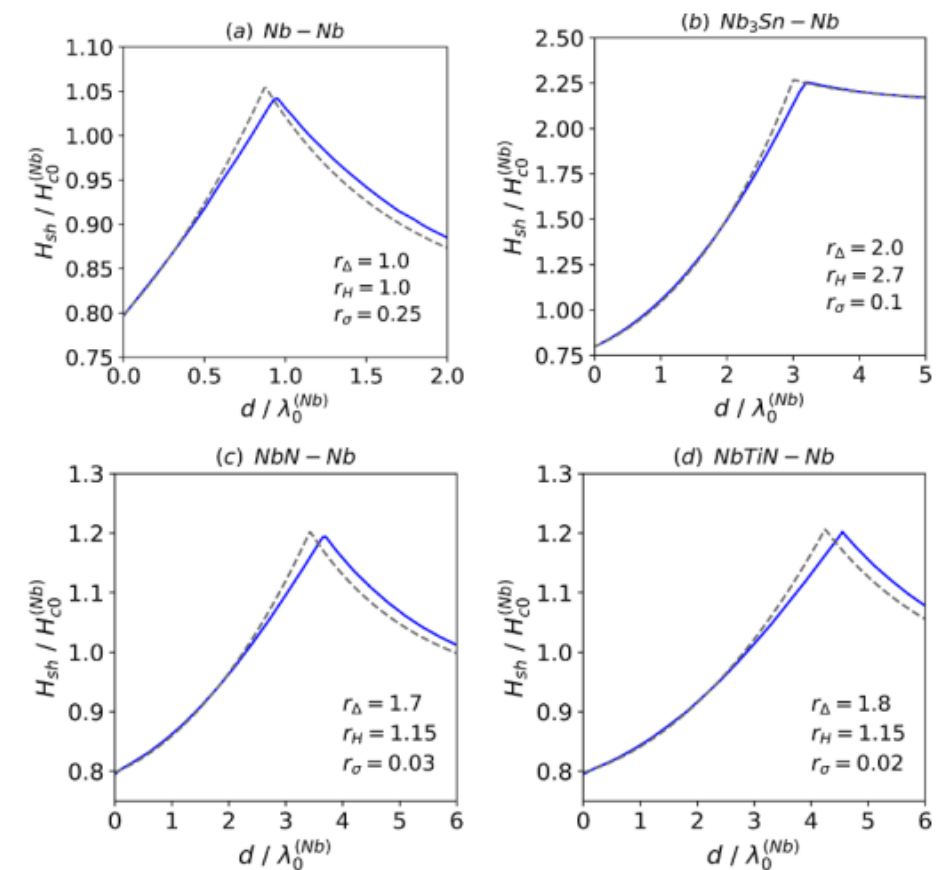 (a) Nb − Nb
1.10
1.05
1.00
0.95
0.90
0.85
0.80
0.75
H_sh / H_c0^(Nb)
r_Δ = 1.0
r_H = 1.0
r_σ = 0.25
0.0 0.5 1.0 1.5 2.0
d / λ_0^(Nb)
(b) Nb₃Sn − Nb
2.50
2.25
2.00
1.75
1.50
1.25
1.00
0.75
H_sh / H_c0^(Nb)
r_Δ = 2.0
r_H = 2.7
r_σ = 0.1
0 1 2 3 4 5
d / λ_0^(Nb)
(c) NbN − Nb
1.3
1.2
1.1
1.0
0.9
0.8
H_sh / H_c0^(Nb)
r_Δ = 1.7
r_H = 1.15
r_σ = 0.03
0 1 2 3 4 5 6
d / λ_0^(Nb)
(d) NbTiN − Nb
1.3
1.2
1.1
1.0
0.9
0.8
H_sh / H_c0^(Nb)
r_Δ = 1.8
r_H = 1.15
r_σ = 0.02
0 1 2 3 4 5 6
d / λ_0^(Nb)